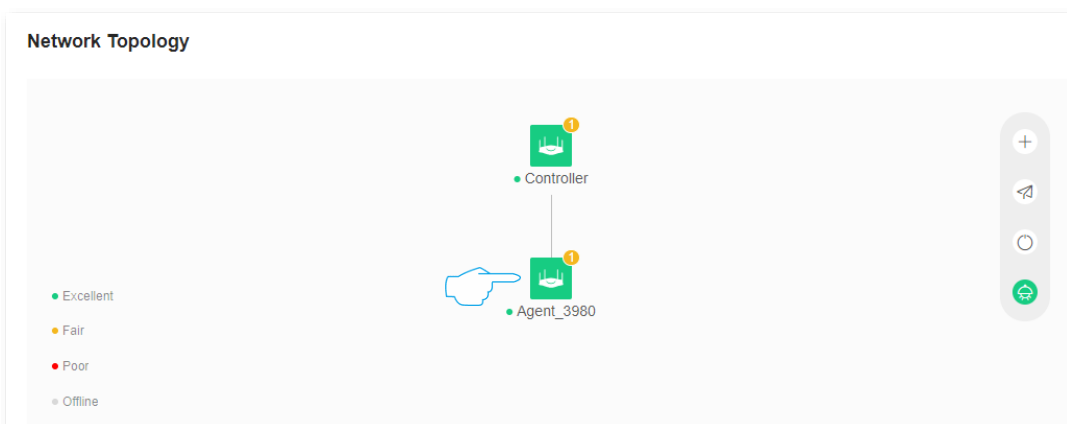 Network Topology
1
Controller
1
Agent_3980
Excellent
Fair
Poor
Offline